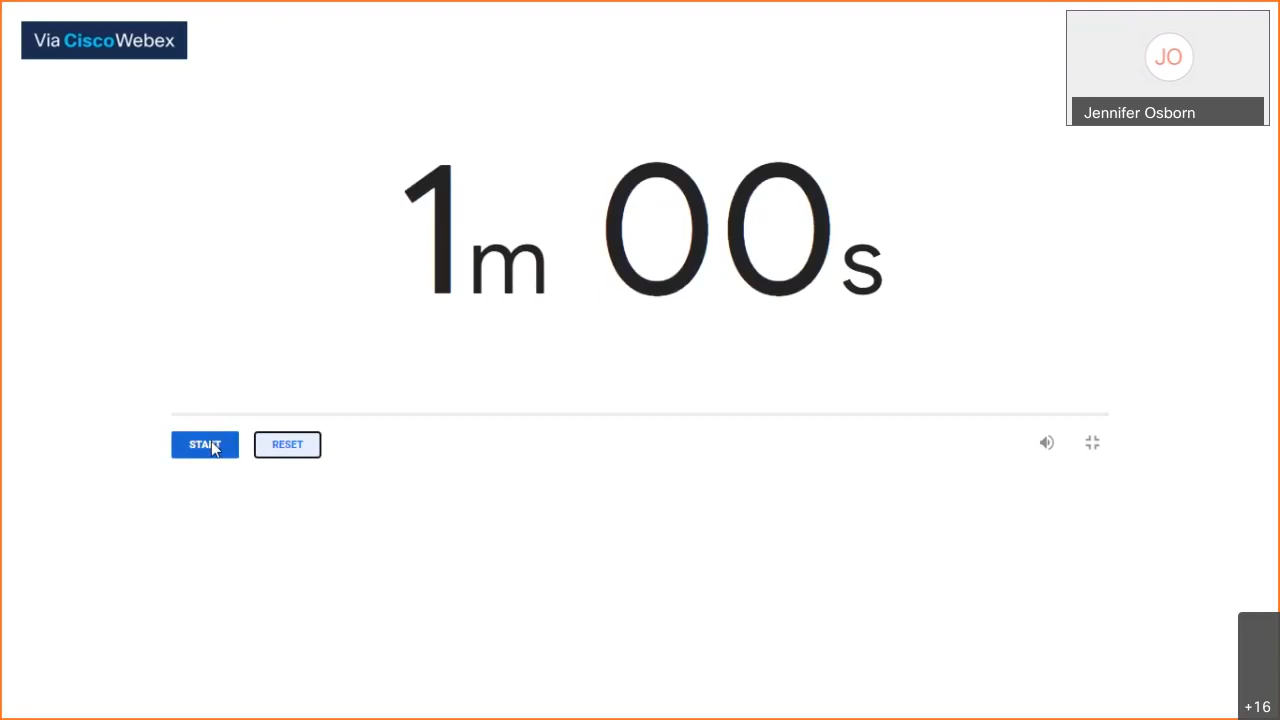 Via CiscoWebex
JO
Jennifer Osborn
1m 00s
START
RESET
+16